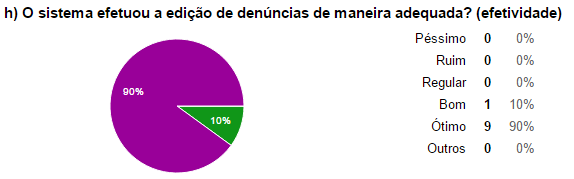 h) O sistema efetuou a edição de denúncias de maneira adequada? (efetividade)
90%
10%
Péssimo 0 0%
Ruim 0 0%
Regular 0 0%
Bom 1 10%
Ótimo 9 90%
Outros 0 0%